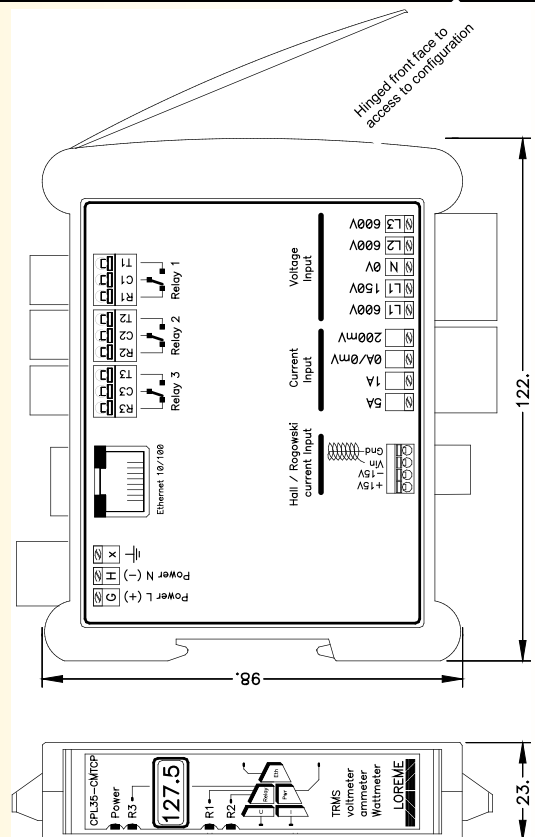 Hinged front face to
access to configuration
T1
C1
R1
Relay 1
T2
C2
R2
Relay 2
T3
C3
R3
Relay 3
Ethernet 10/100
x
H
Power N (-)
G
Power L (+)
Voltage
Input
L3 600V
L2 600V
N 0V
L1 150V
L1 600V
Current
Input
200mV
0A/0mV
1A
5A
Hall / Rogowski
current Input
Gnd
Vin
-15V
+15V
122.
98.
23.
CPL35-CMTCP
Power
R3
127.5
R1
R2
Relay
Eth
Pwr
C
I
TRMS
voltmeter
ammeter
Wattmeter
LOREME